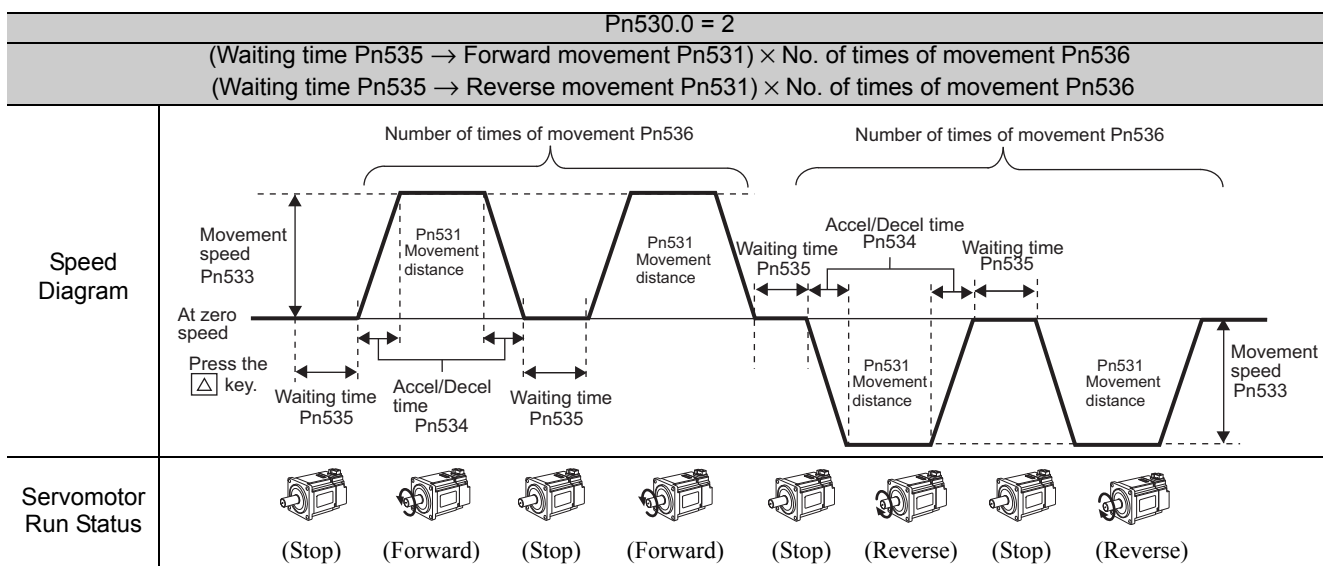 Pn530.0 = 2
(Waiting time Pn535 → Forward movement Pn531) × No. of times of movement Pn536
(Waiting time Pn535 → Reverse movement Pn531) × No. of times of movement Pn536
Speed
Diagram
Number of times of movement Pn536
Number of times of movement Pn536
Movement
speed
Pn533
Pn531
Movement
distance
Pn531
Movement
distance
Waiting time
Pn535
Accel/Decel time
Pn534
Waiting time
Pn535
At zero
speed
Press the
△ key.
Waiting time
Pn535
Accel/Decel
time
Pn534
Waiting time
Pn535
Pn531
Movement
distance
Pn531
Movement
distance
Movement
speed
Pn533
Servomotor
Run Status
(Stop) (Forward) (Stop) (Forward) (Stop) (Reverse) (Stop) (Reverse)